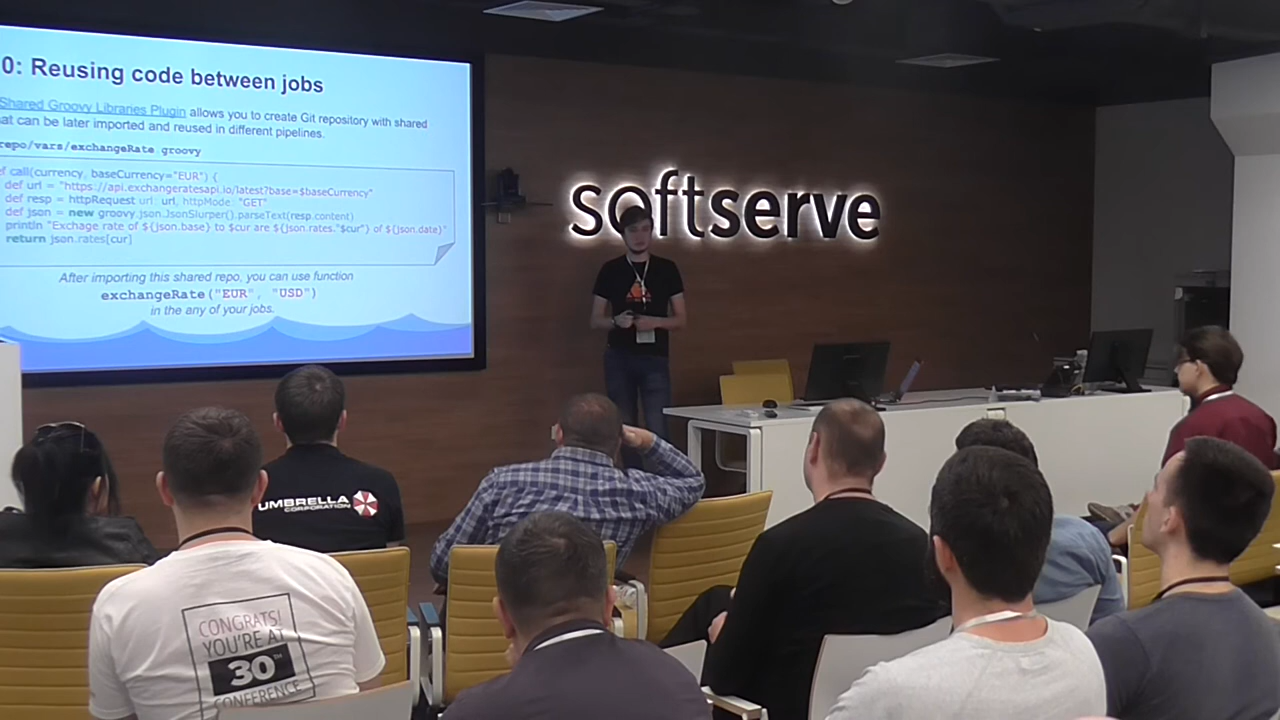 0: Reusing code between jobs
Shared Groovy Libraries Plugin allows you to create Git repository with shared
at can be later imported and reused in different pipelines.
repo/vars/exchangeRate groovy
ef call(currency, baseCurrency="EUR") {
def url = "https://api.exchangeratesapi.io/latest?base=$baseCurrency"
def resp = httpRequest url: url, httpMode: "GET"
def json = new groovy.json.JsonSlurper().parseText(resp.content)
println "Exchage rate of ${json.base} to $cur are ${json.rates."$cur"} of ${json.date}"
return json.rates[cur]
After importing this shared repo, you can use function
exchangeRate("EUR", "USD")
in the any of your jobs.
softserve
UMBRELLA
CORPORATION
CONGRATS!
YOU'RE AT
30TH
CONFERENCE